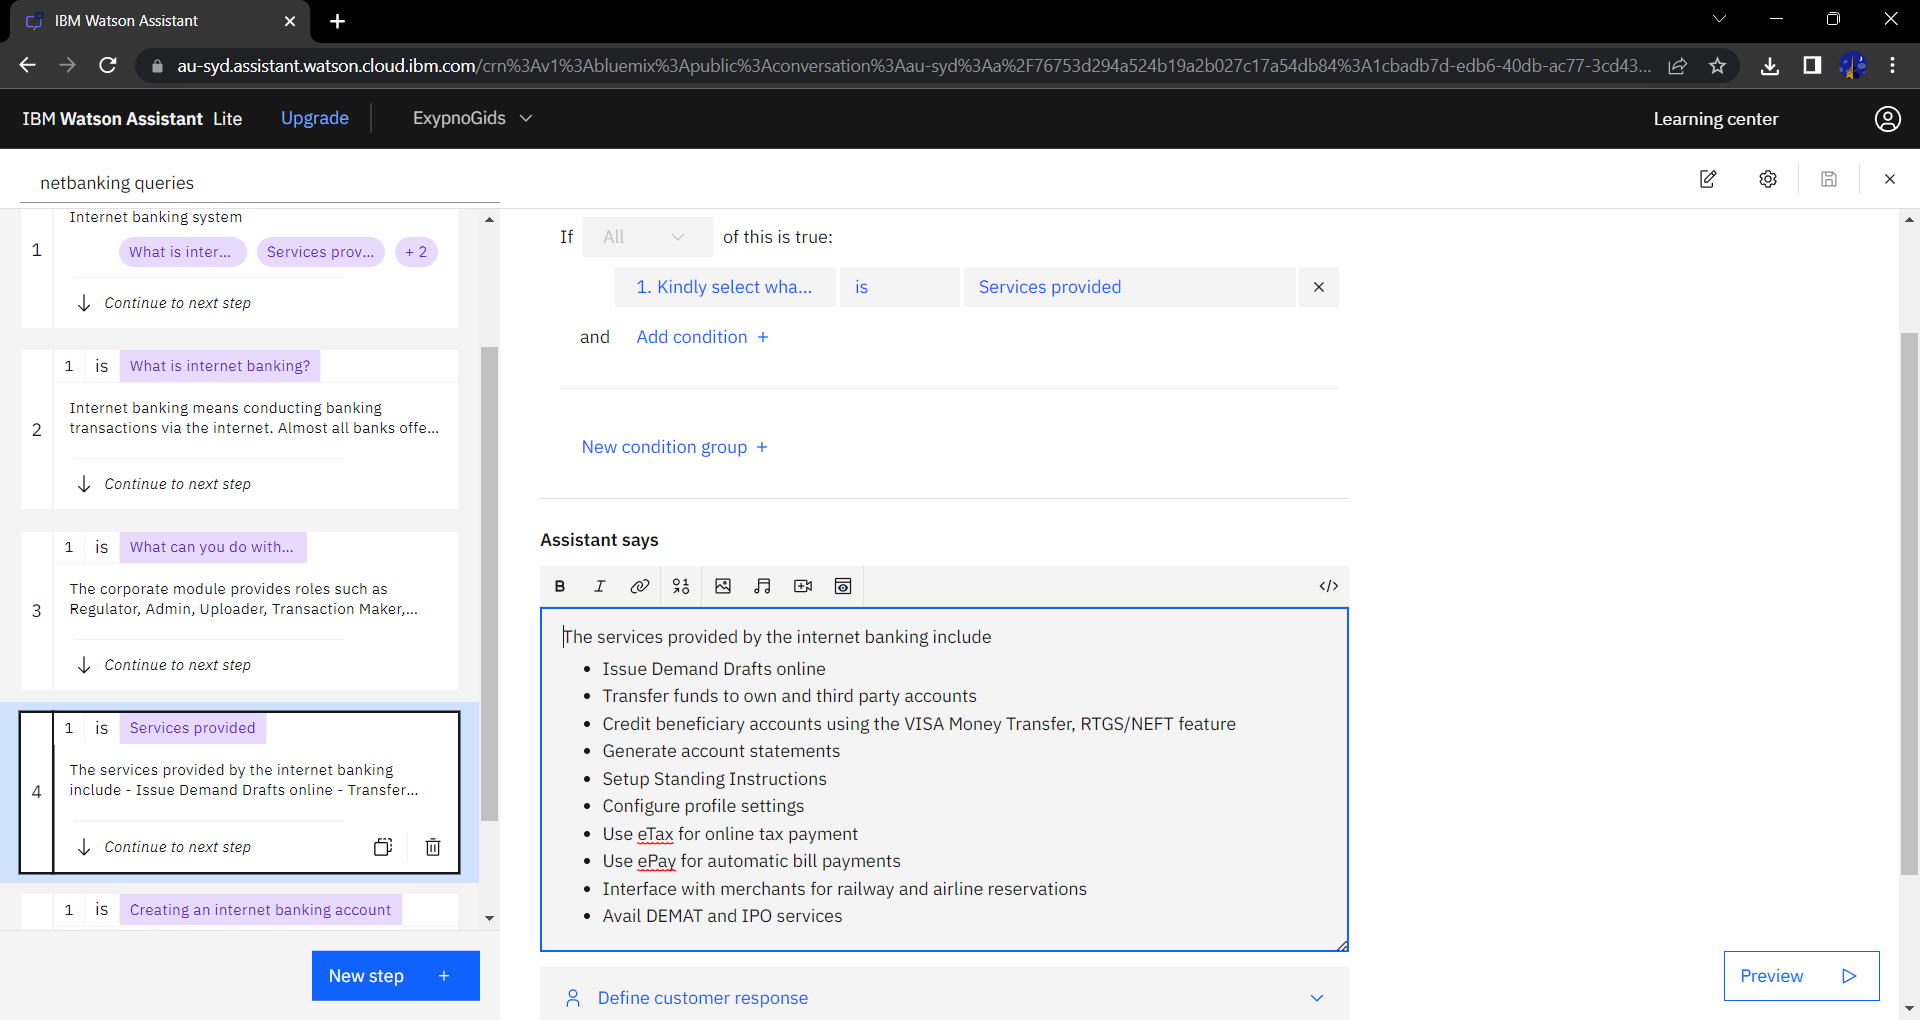 IBM Watson Assistant
au-syd.assistant.watson.cloud.ibm.com/crn%3Av1%3Abluemix%3Apublic%3Aconversation%3Aau-syd%3Aa%2F76753d294a524b19a2b027c17a54db84%3A1cbadb7d-edb6-40db-ac77-3cd43...
IBM Watson Assistant Lite Upgrade ExypnoGids Learning center
netbanking queries
Internet banking system
1 What is inter... Services prov... + 2
Continue to next step
1 is What is internet banking?
2 Internet banking means conducting banking
transactions via the internet. Almost all banks offe...
Continue to next step
1 is What can you do with...
3 The corporate module provides roles such as
Regulator, Admin, Uploader, Transaction Maker,...
Continue to next step
1 is Services provided
4 The services provided by the internet banking
include - Issue Demand Drafts online - Transfer...
Continue to next step
1 is Creating an internet banking account
New step +
If All of this is true:
1. Kindly select wha... is Services provided
and Add condition +
New condition group +
Assistant says
B I </>
The services provided by the internet banking include
• Issue Demand Drafts online
• Transfer funds to own and third party accounts
• Credit beneficiary accounts using the VISA Money Transfer, RTGS/NEFT feature
• Generate account statements
• Setup Standing Instructions
• Configure profile settings
• Use eTax for online tax payment
• Use ePay for automatic bill payments
• Interface with merchants for railway and airline reservations
• Avail DEMAT and IPO services
Define customer response
Preview